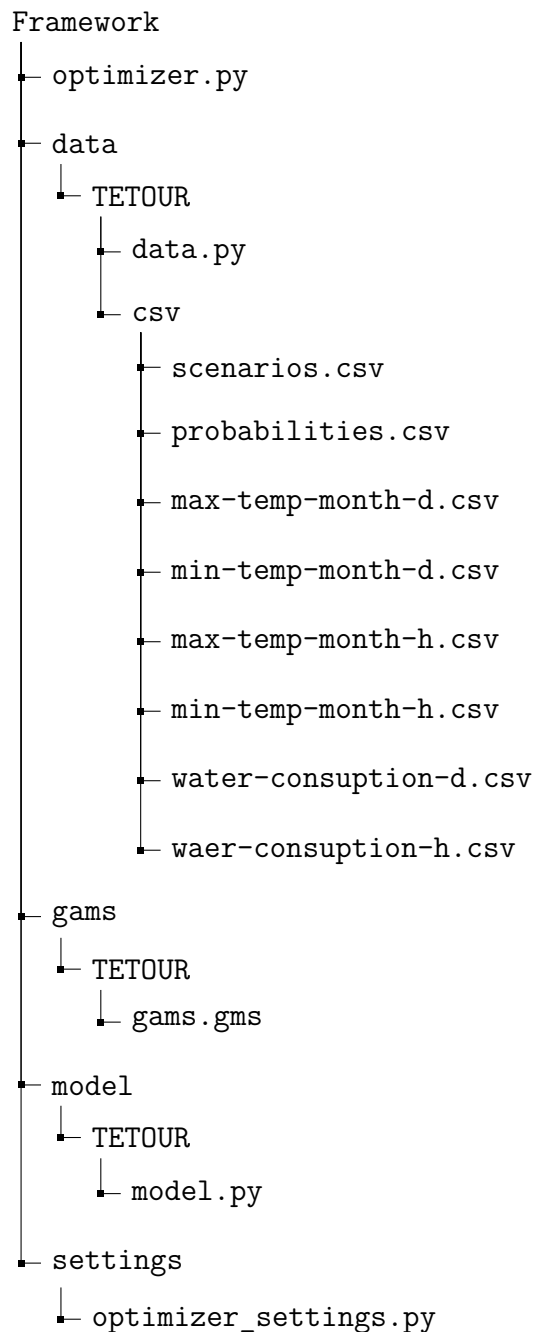 Framework
optimizer.py
data
TETOUR
data.py
csv
scenarios.csv
probabilities.csv
max-temp-month-d.csv
min-temp-month-d.csv
max-temp-month-h.csv
min-temp-month-h.csv
water-consuption-d.csv
waer-consuption-h.csv
gams
TETOUR
gams.gms
model
TETOUR
model.py
settings
optimizer_settings.py